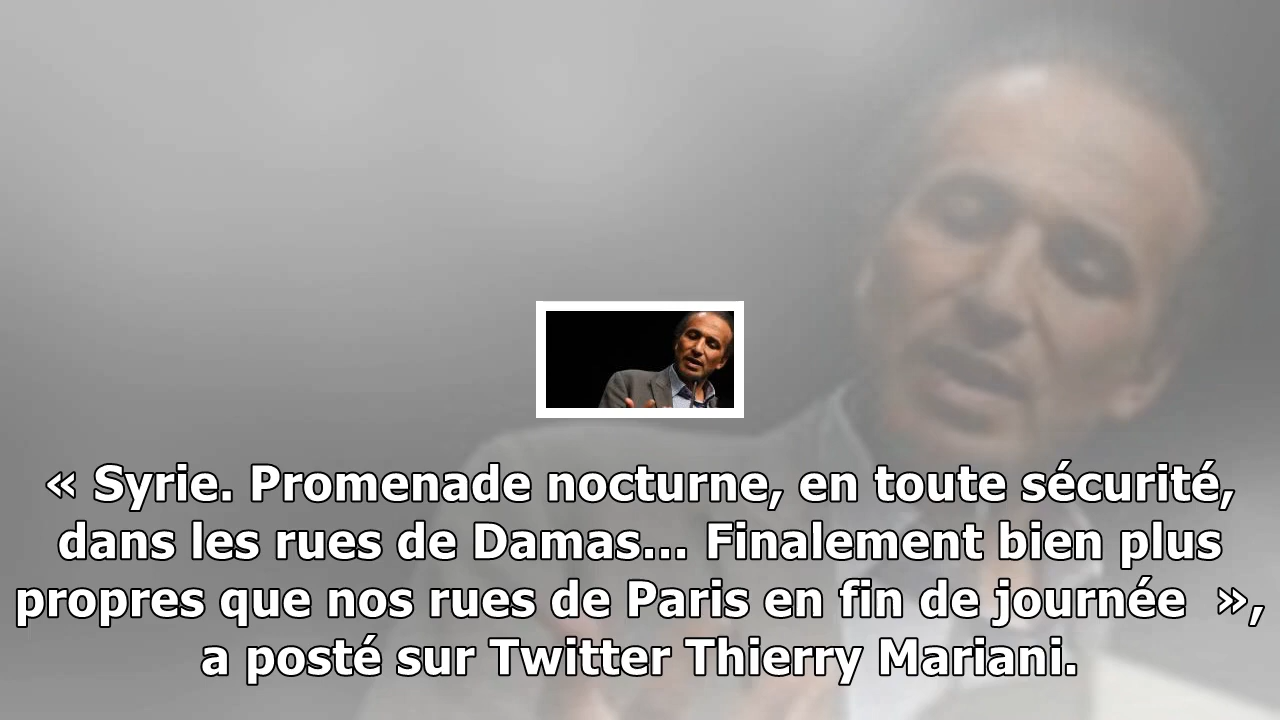 « Syrie. Promenade nocturne, en toute sécurité,
dans les rues de Damas... Finalement bien plus
propres que nos rues de Paris en fin de journée  »,
a posté sur Twitter Thierry Mariani.